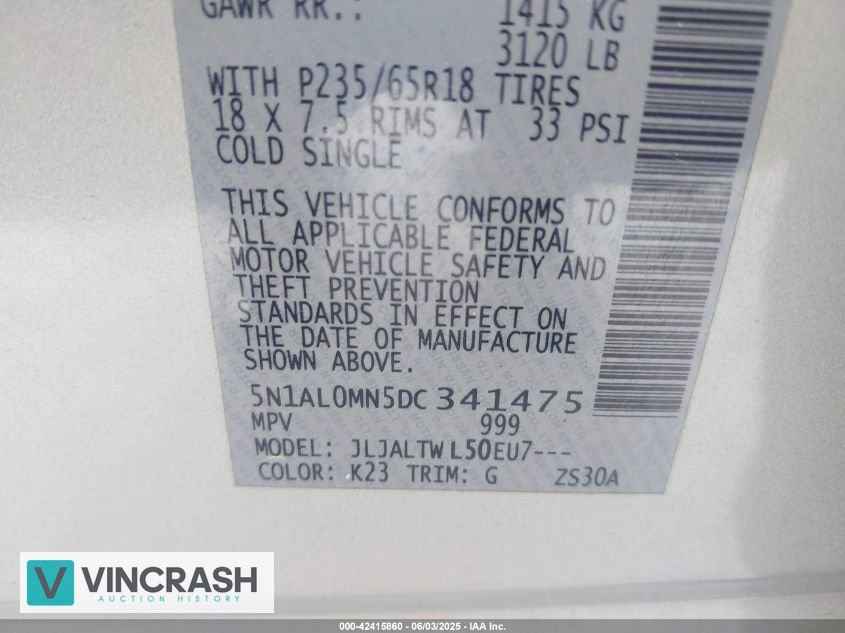 GAWR RR.: 1415 KG
3120 LB
WITH P235/65R18 TIRES
18 X 7.5 RIMS AT 33 PSI
COLD SINGLE
THIS VEHICLE CONFORMS TO
ALL APPLICABLE FEDERAL
MOTOR VEHICLE SAFETY AND
THEFT PREVENTION
STANDARDS IN EFFECT ON
THE DATE OF MANUFACTURE
SHOWN ABOVE.
5N1AL0MN5DC 341475
MPV 999
MODEL: JLJALTWL50EU7---
COLOR: K23 TRIM: G ZS30A
V VINCRASH
AUCTION HISTORY
000-42415860 - 06/03/2025 - IAA Inc.